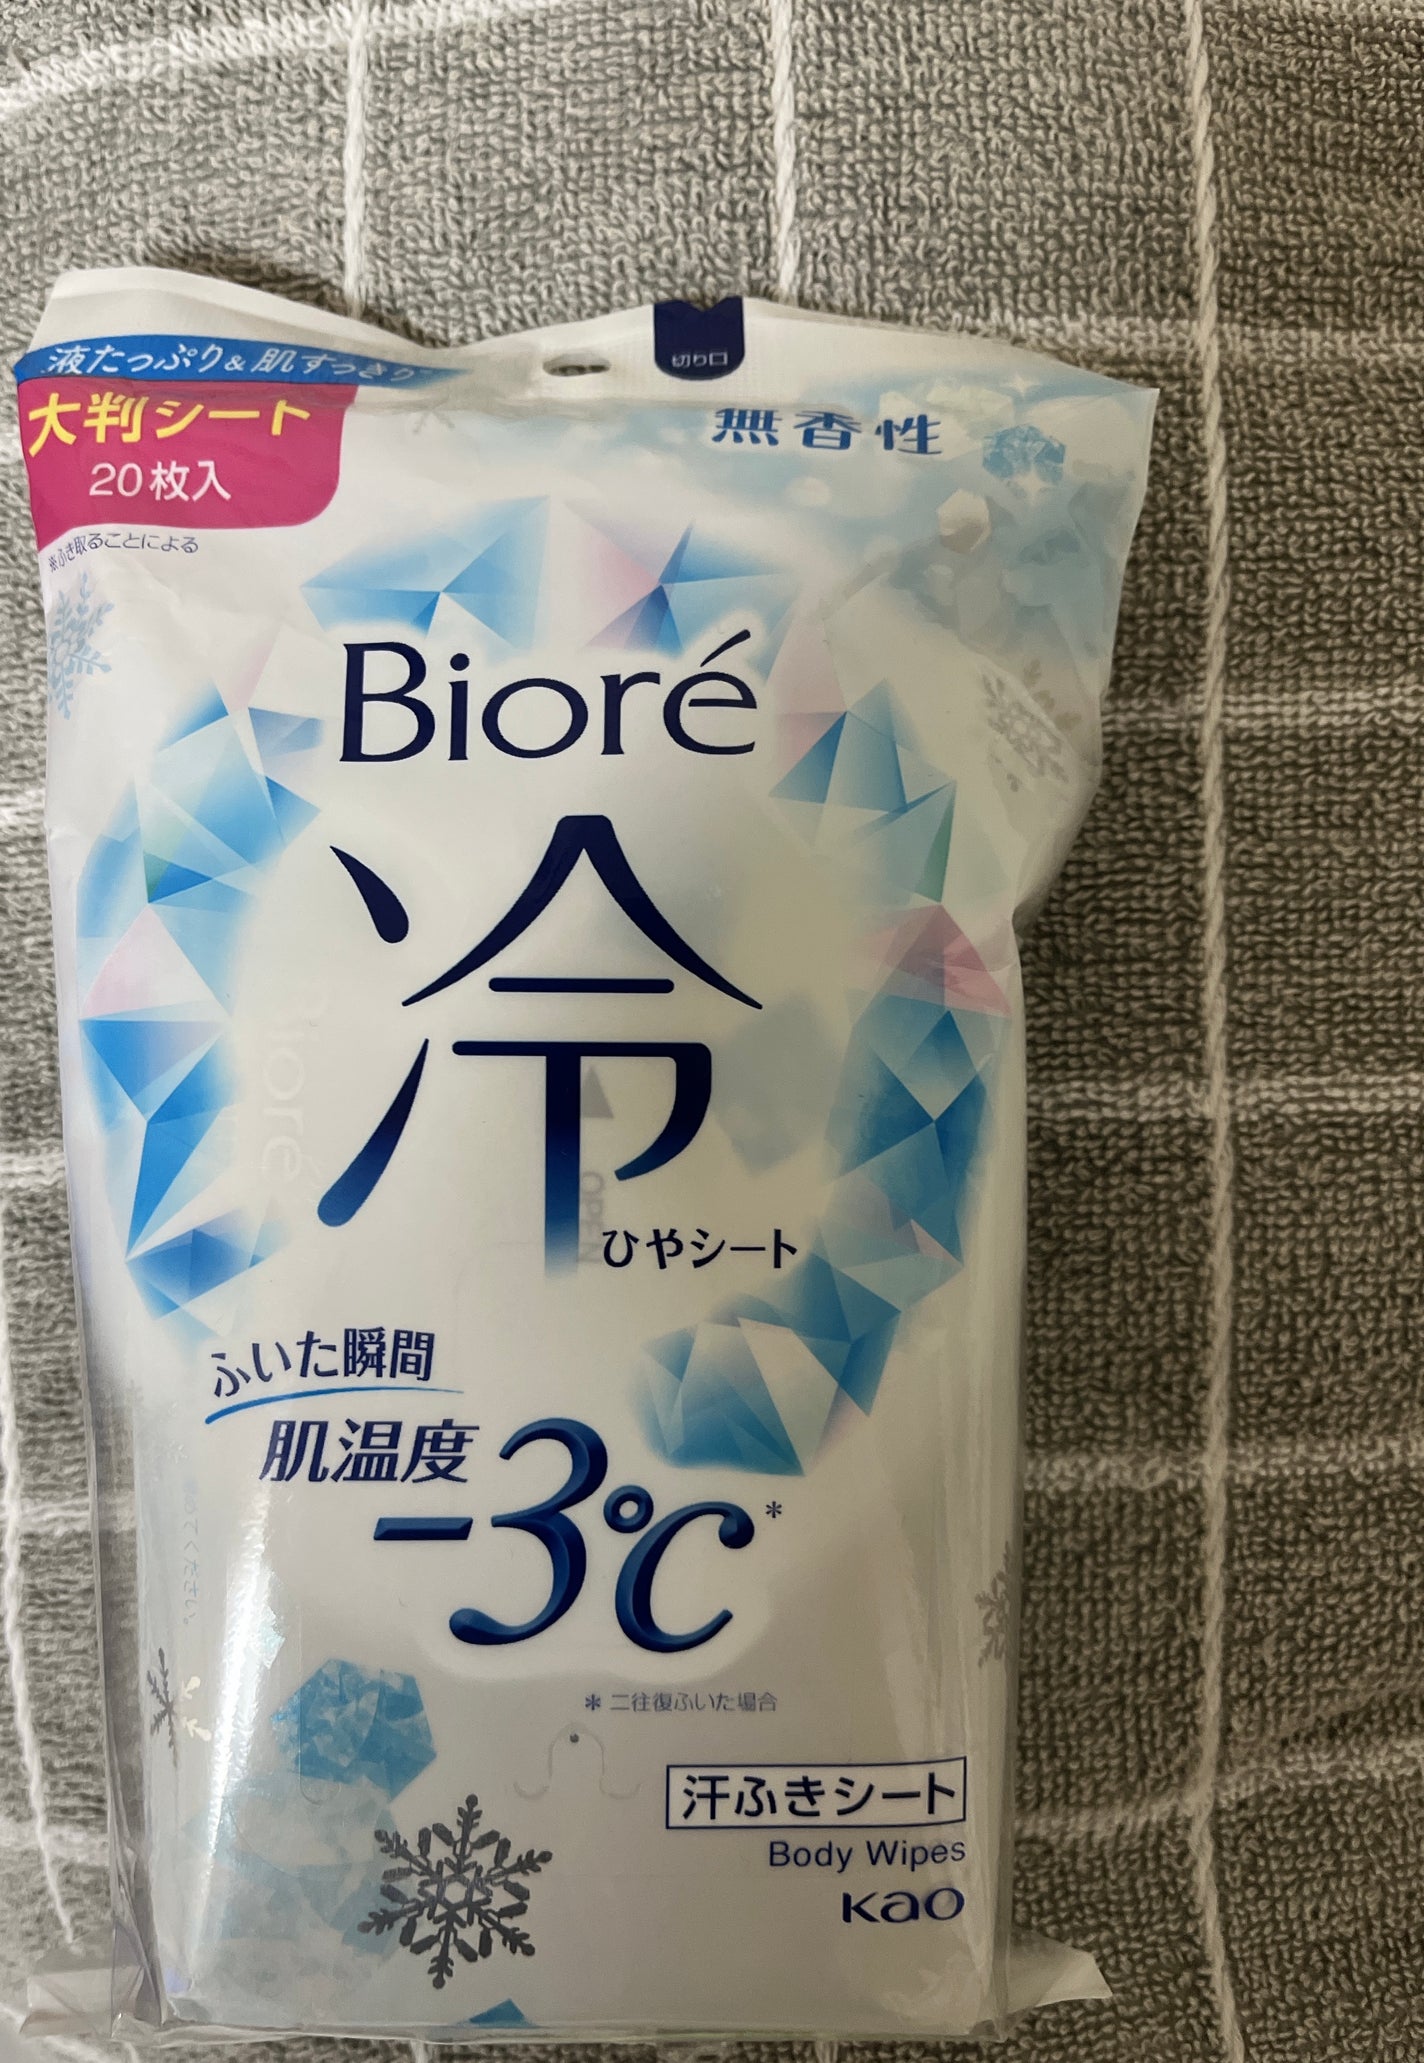 切り口
液たっぷり&肌すっきり
大判シート
20枚入
※ふき取ることによる
無香性
Bioré
冷
ひやシート
ふいた瞬間
肌温度
-3℃*
* 二往復ふいた場合
汗ふきシート
Body Wipes
Kao
Bioré
OPEN